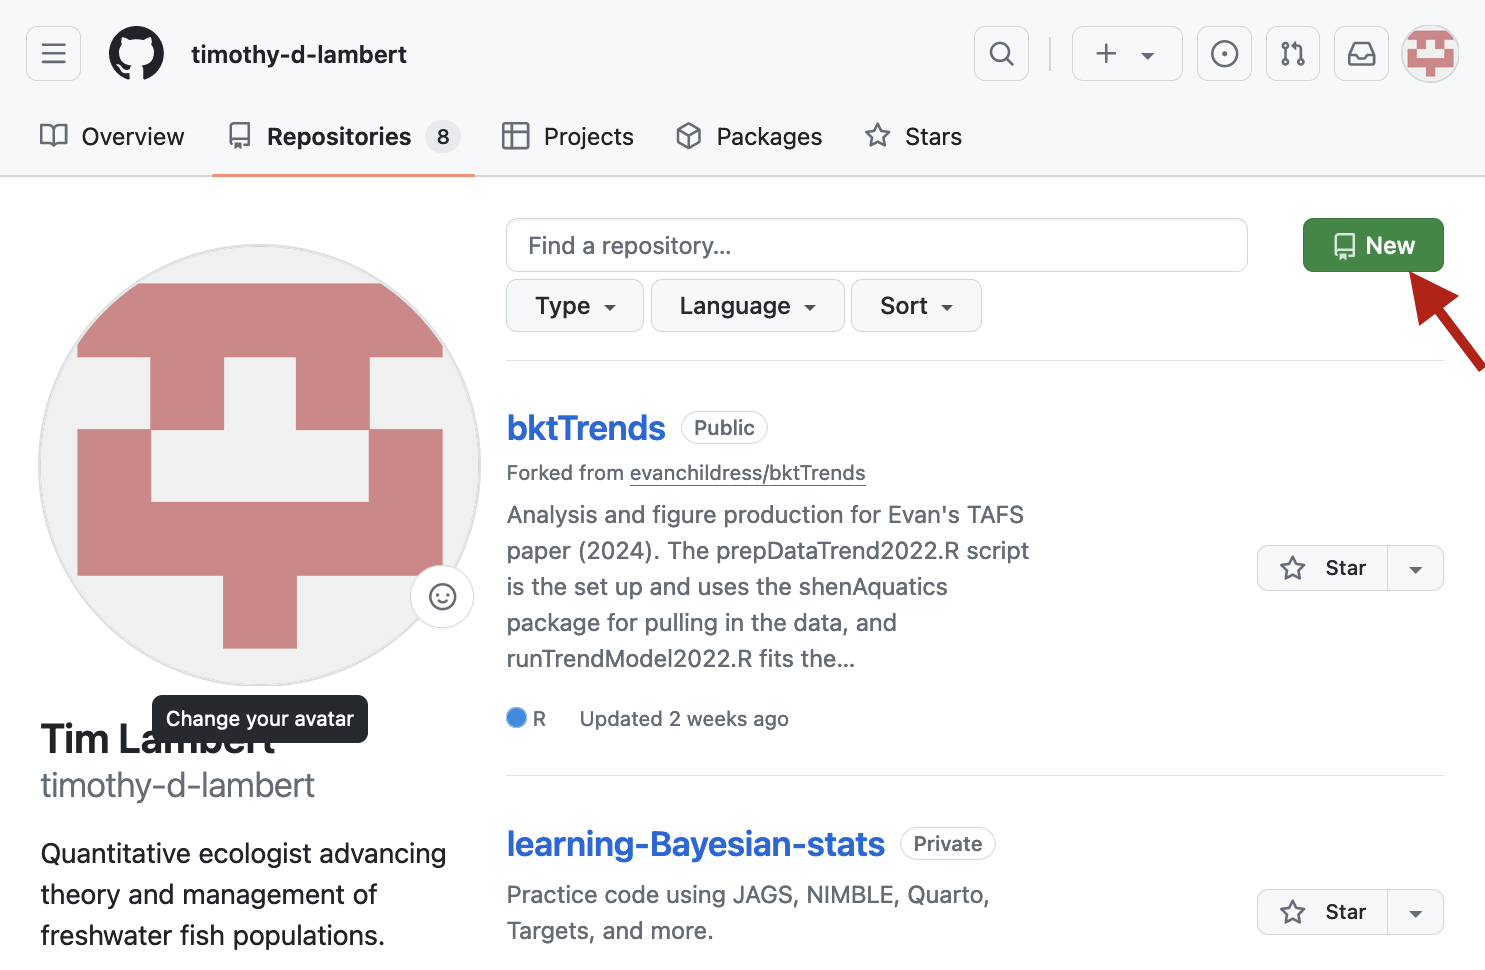 timothy-d-lambert
Overview
Repositories 8
Projects
Packages
Stars
Find a repository...
New
Type
Language
Sort
bktTrends Public
Forked from evanchildress/bktTrends
Analysis and figure production for Evan's TAFS
paper (2024). The prepDataTrend2022.R script
is the set up and uses the shenAquatics
package for pulling in the data, and
runTrendModel2022.R fits the...
Star
R Updated 2 weeks ago
Change your avatar
Tim Lambert
timothy-d-lambert
Quantitative ecologist advancing
theory and management of
freshwater fish populations.
learning-Bayesian-stats Private
Practice code using JAGS, NIMBLE, Quarto,
Targets, and more.
Star